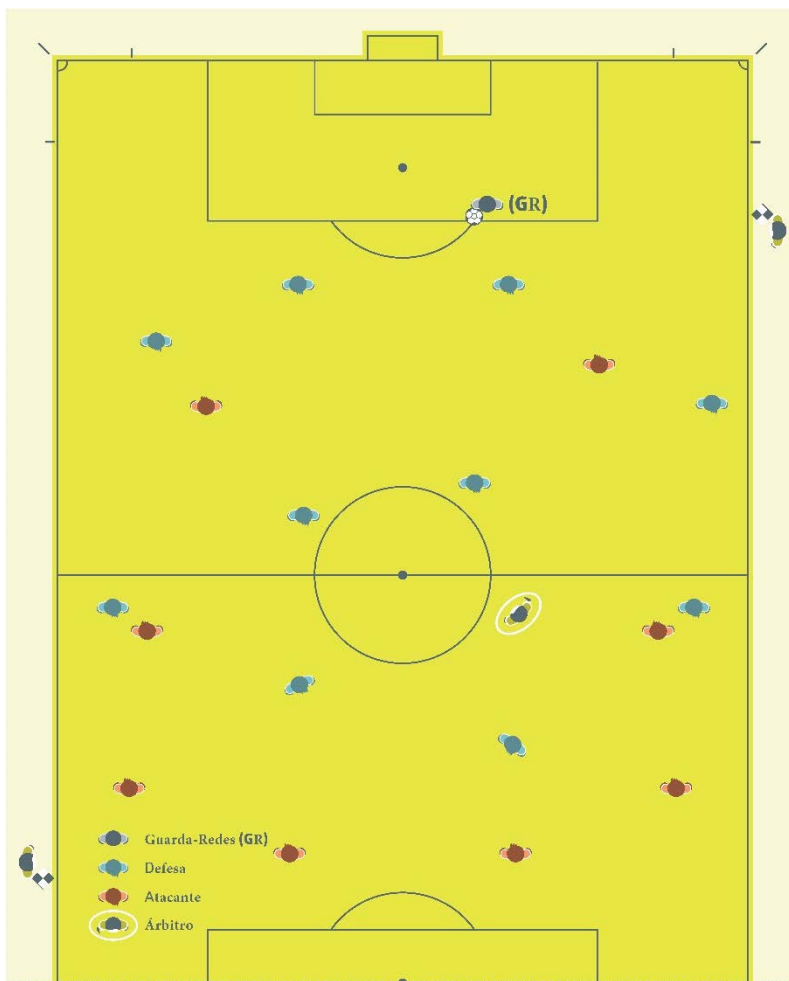 (GR)
Guarda-Redes (GR)
Defesa
Atacante
Árbitro